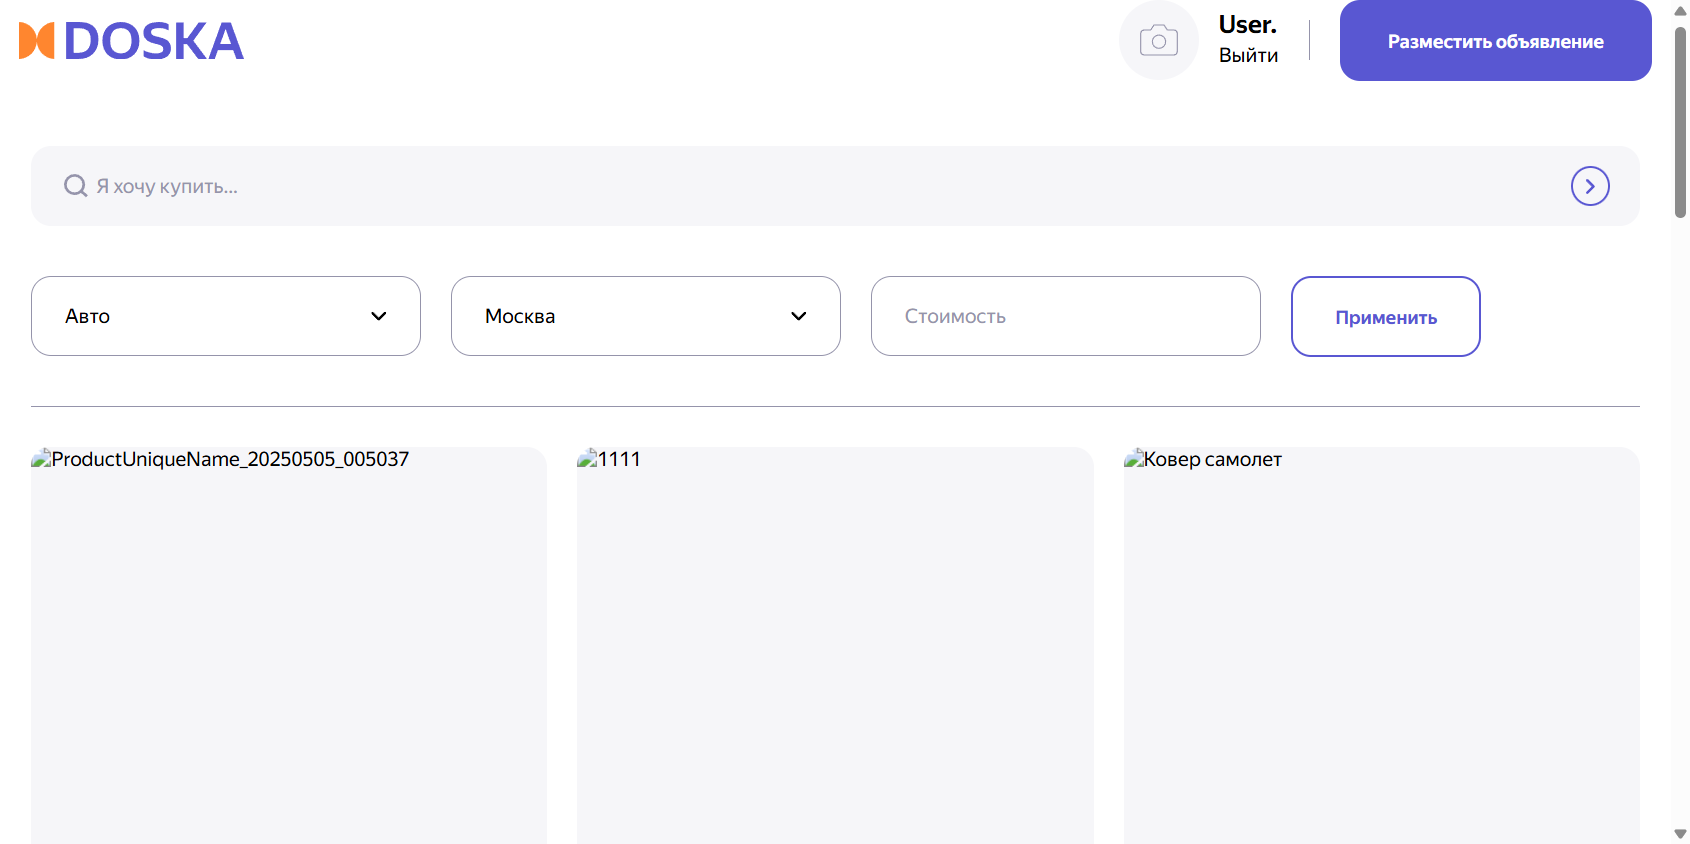 DOSKA
User.
Выйти
Разместить объявление
Я хочу купить...
Авто
Москва
Стоимость
Применить
ProductUniqueName_20250505_005037
1111
Ковер самолет